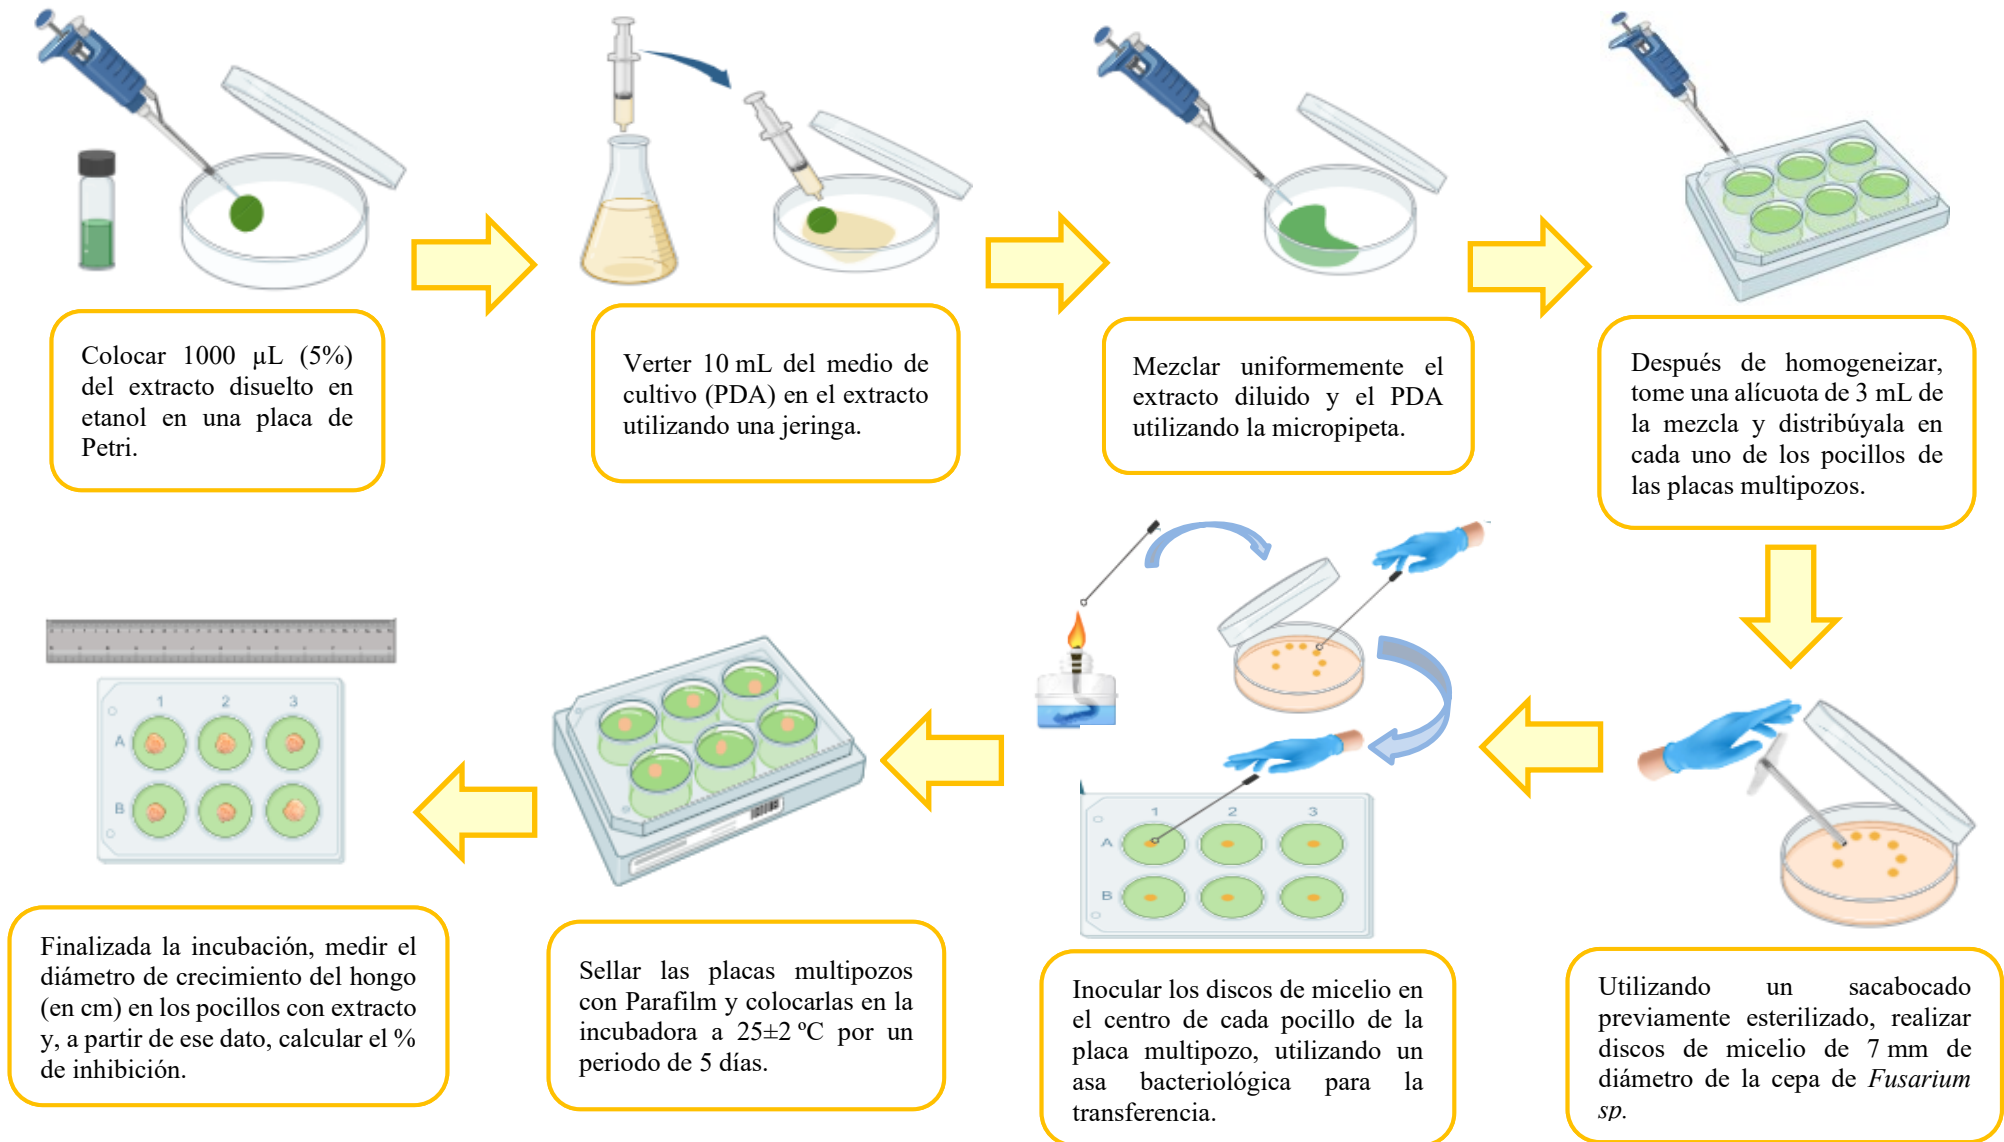 Colocar 1000 µL (5%)
del extracto disuelto en
etanol en una placa de
Petri.
Verter 10 mL del medio de
cultivo (PDA) en el extracto
utilizando una jeringa.
Mezclar uniformemente el
extracto diluido y el PDA
utilizando la micropipeta.
Después de homogeneizar,
tome una alícuota de 3 mL de
la mezcla y distribúyala en
cada uno de los pocillos de
las placas multipozos.
Utilizando un sacabocado
previamente esterilizado, realizar
discos de micelio de 7 mm de
diámetro de la cepa de Fusarium
sp.
1 2 3
A
B
Inocular los discos de micelio en
el centro de cada pocillo de la
placa multipozo, utilizando un
asa bacteriológica para la
transferencia.
Sellar las placas multipozos
con Parafilm y colocarlas en la
incubadora a 25±2 ºC por un
periodo de 5 días.
1 2 3
A
B
Finalizada la incubación, medir el
diámetro de crecimiento del hongo
(en cm) en los pocillos con extracto
y, a partir de ese dato, calcular el %
de inhibición.